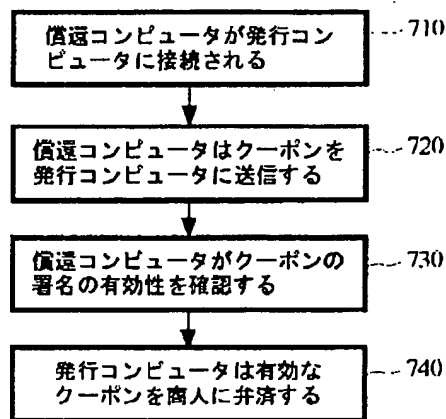 償還コンピュータが発行コン
ピュータに接続される
710
償還コンピュータはクーポンを
発行コンピュータに送信する
720
償還コンピュータがクーポンの
署名の有効性を確認する
730
発行コンピュータは有効な
クーポンを商人に弁済する
740